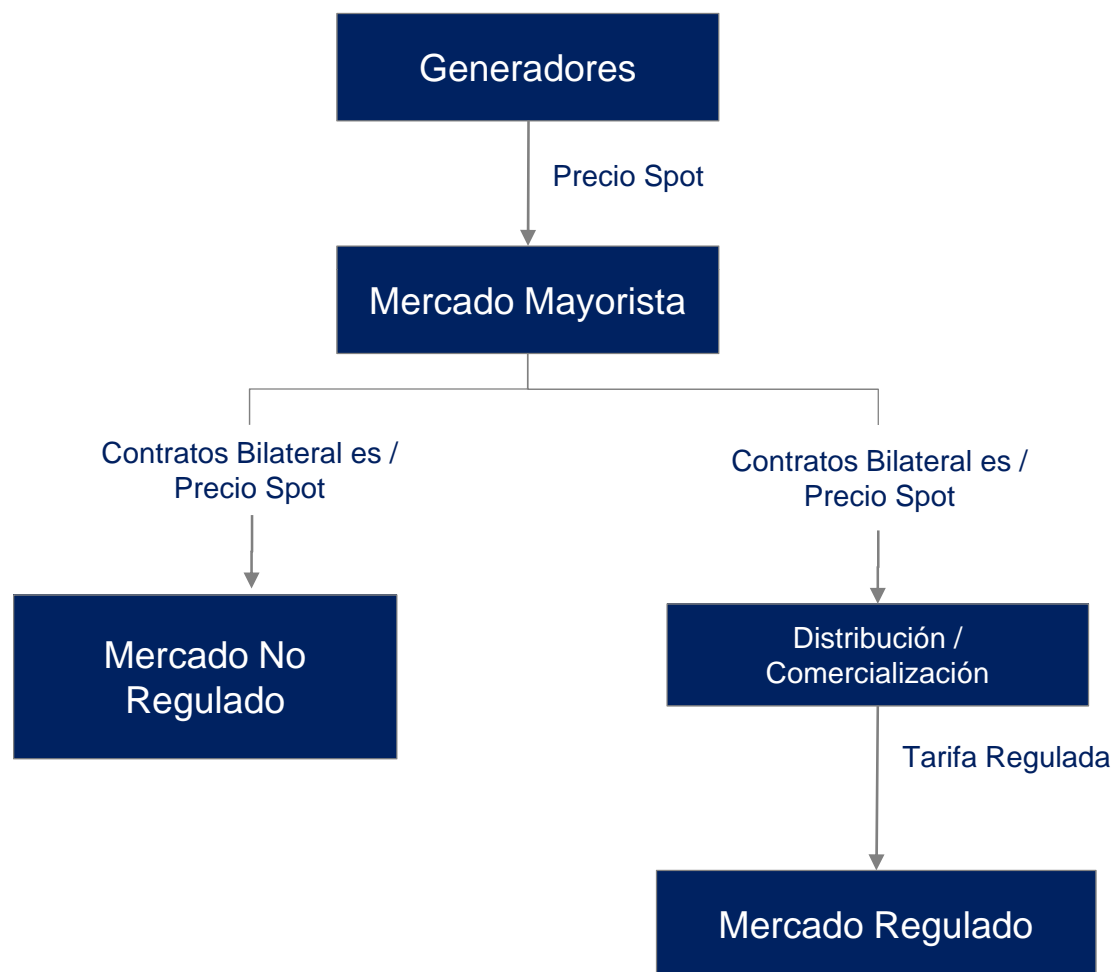 Generadores
Precio Spot
Mercado Mayorista
Contratos Bilateral es /
Precio Spot
Contratos Bilateral es /
Precio Spot
Mercado No
Regulado
Distribución /
Comercialización
Tarifa Regulada
Mercado Regulado